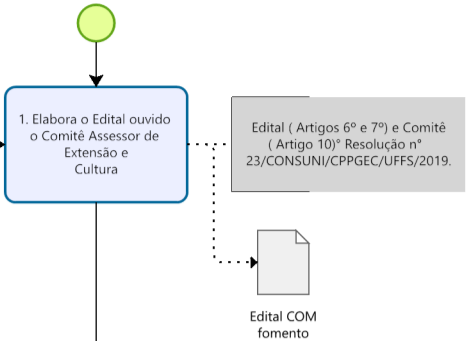 1. Elabora o Edital ouvido
o Comitê Assessor de
Extensão e
Cultura
Edital ( Artigos 6º e 7º) e Comitê
( Artigo 10)° Resolução n°
23/CONSUNI/CPPGEC/UFFS/2019.
Edital COM
fomento